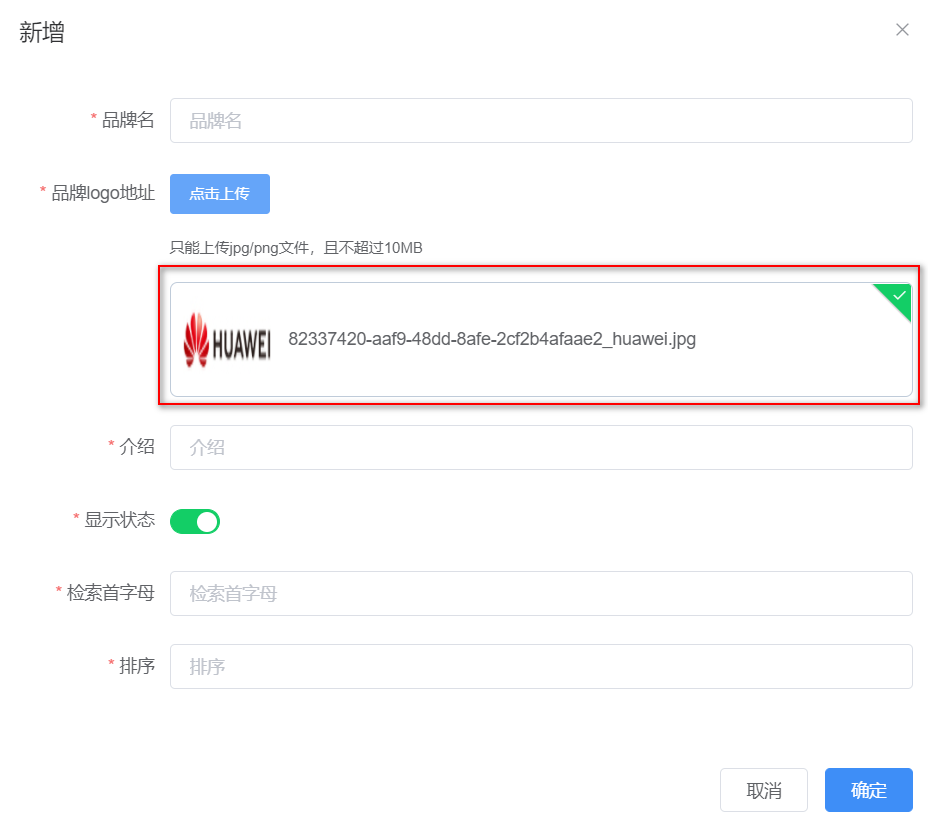 新增
* 品牌名 品牌名
* 品牌logo地址 点击上传
只能上传jpg/png文件，且不超过10MB
HUAWEI 82337420-aaf9-48dd-8afe-2cf2b4afaae2_huawei.jpg
* 介绍 介绍
* 显示状态
* 检索首字母 检索首字母
* 排序 排序
取消 确定